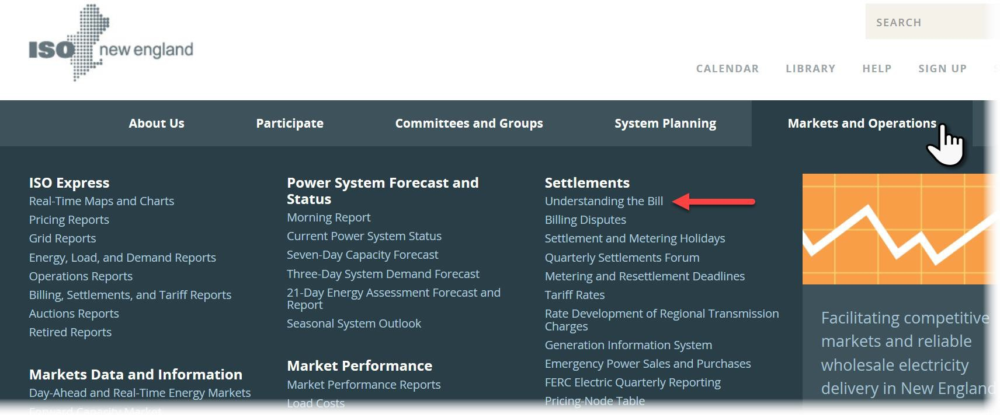 ISO new england
SEARCH
CALENDAR LIBRARY HELP SIGN UP
About Us Participate Committees and Groups System Planning Markets and Operations
ISO Express
Real-Time Maps and Charts
Pricing Reports
Grid Reports
Energy, Load, and Demand Reports
Operations Reports
Billing, Settlements, and Tariff Reports
Auctions Reports
Retired Reports
Markets Data and Information
Day-Ahead and Real-Time Energy Markets
Forward Capacity Market
Power System Forecast and
Status
Morning Report
Current Power System Status
Seven-Day Capacity Forecast
Three-Day System Demand Forecast
21-Day Energy Assessment Forecast and
Report
Seasonal System Outlook
Market Performance
Market Performance Reports
Load Costs
Settlements
Understanding the Bill
Billing Disputes
Settlement and Metering Holidays
Quarterly Settlements Forum
Metering and Resettlement Deadlines
Tariff Rates
Rate Development of Regional Transmission
Charges
Generation Information System
Emergency Power Sales and Purchases
FERC Electric Quarterly Reporting
Pricing-Node Table
Facilitating competitive
markets and reliable
wholesale electricity
delivery in New England